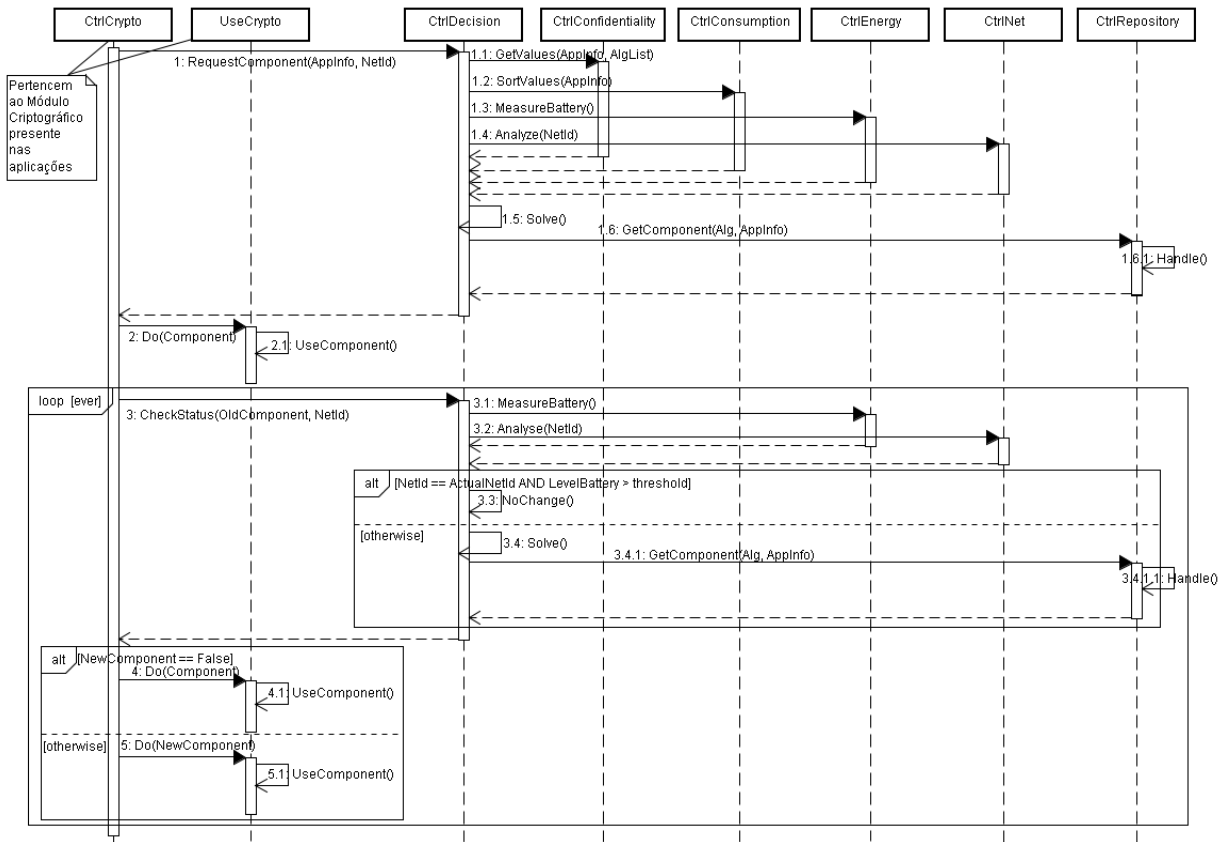 CtrlCrypto
UseCrypto
CtrlDecision
CtrlConfidentiality
CtrlConsumption
CtrlEnergy
CtrlNet
CtrlRepository
1: RequestComponent(AppInfo, NetId)
1.1: GetValues(AppInfo, AlgList)
Pertencem
ao Módulo
Criptográfico
presente
nas
aplicações
1.2: SortValues(AppInfo)
1.3: MeasureBattery()
1.4: Analyze(NetId)
1.5: Solve()
1.6: GetComponent(Alg, AppInfo)
1.6.1: Handle()
2: Do(Component)
2.1: UseComponent()
loop [ever]
3: CheckStatus(OldComponent, NetId)
3.1: MeasureBattery()
3.2: Analyse(NetId)
alt [NetId == ActualNetId AND LevelBattery > threshold]
3.3: NoChange()
[otherwise]
3.4: Solve()
3.4.1: GetComponent(Alg, AppInfo)
3.4.1.1: Handle()
alt [NewComponent == False]
4: Do(Component)
4.1: UseComponent()
[otherwise]
5: Do(NewComponent)
5.1: UseComponent()